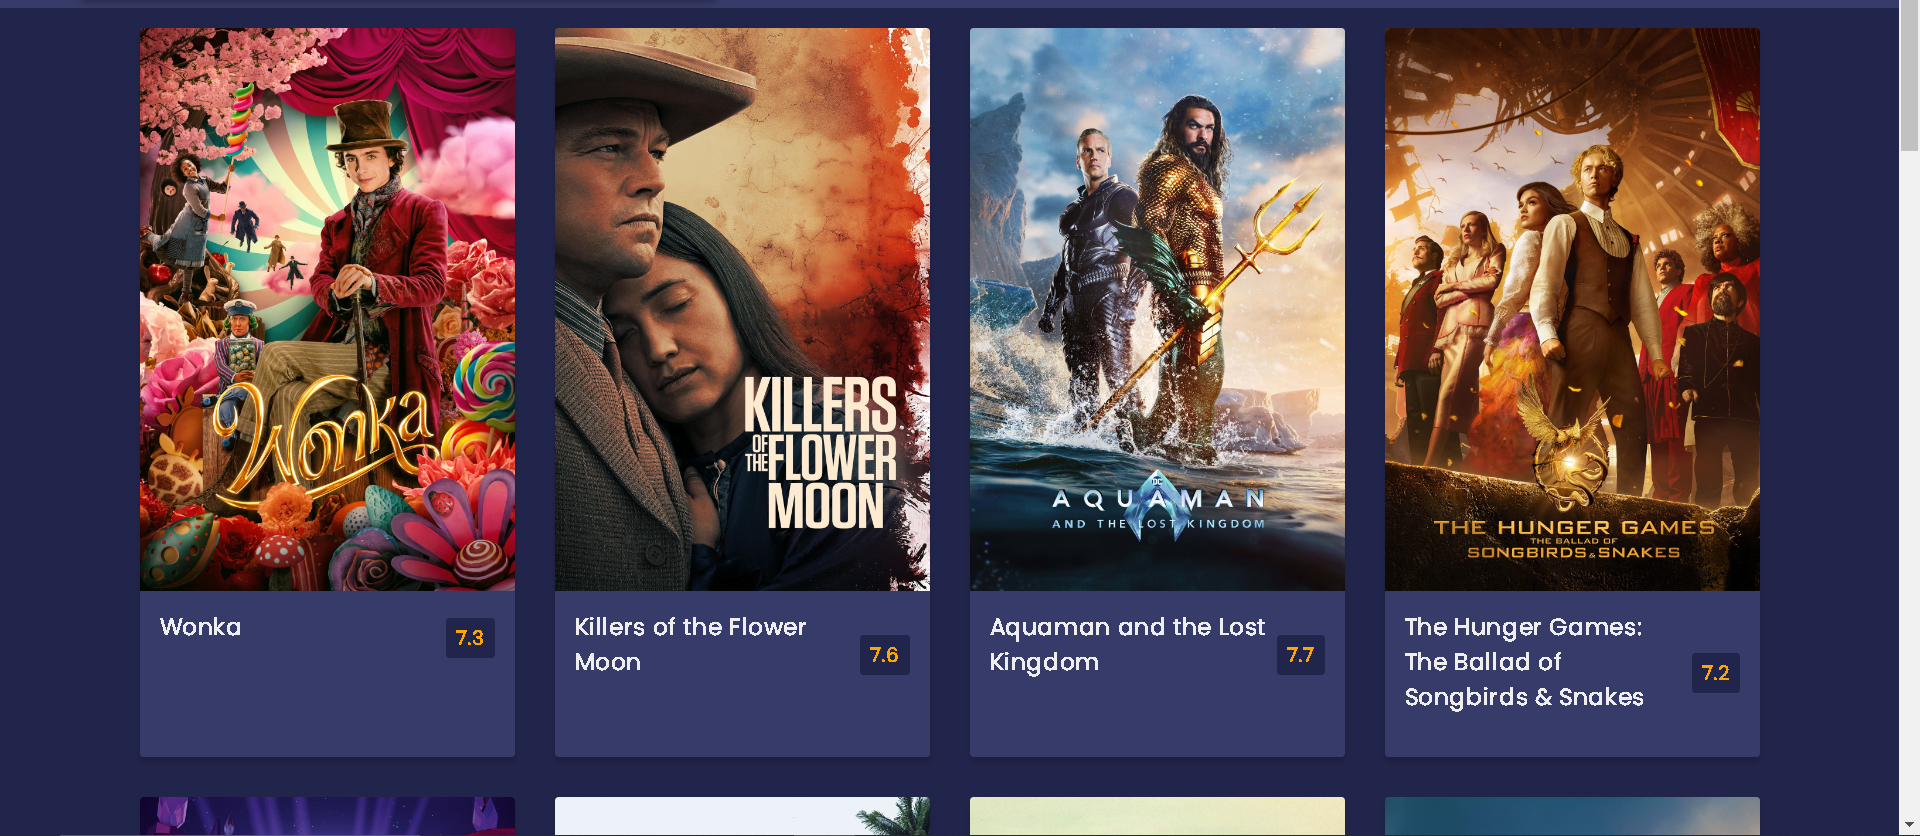 Wonka
KILLERS
OF THE FLOWER
MOON
DC
AQUAMAN
AND THE LOST KINGDOM
THE HUNGER GAMES
THE BALLAD OF
SONGBIRDS & SNAKES
Wonka
7.3
Killers of the Flower
Moon
7.6
Aquaman and the Lost
Kingdom
7.7
The Hunger Games:
The Ballad of
Songbirds & Snakes
7.2